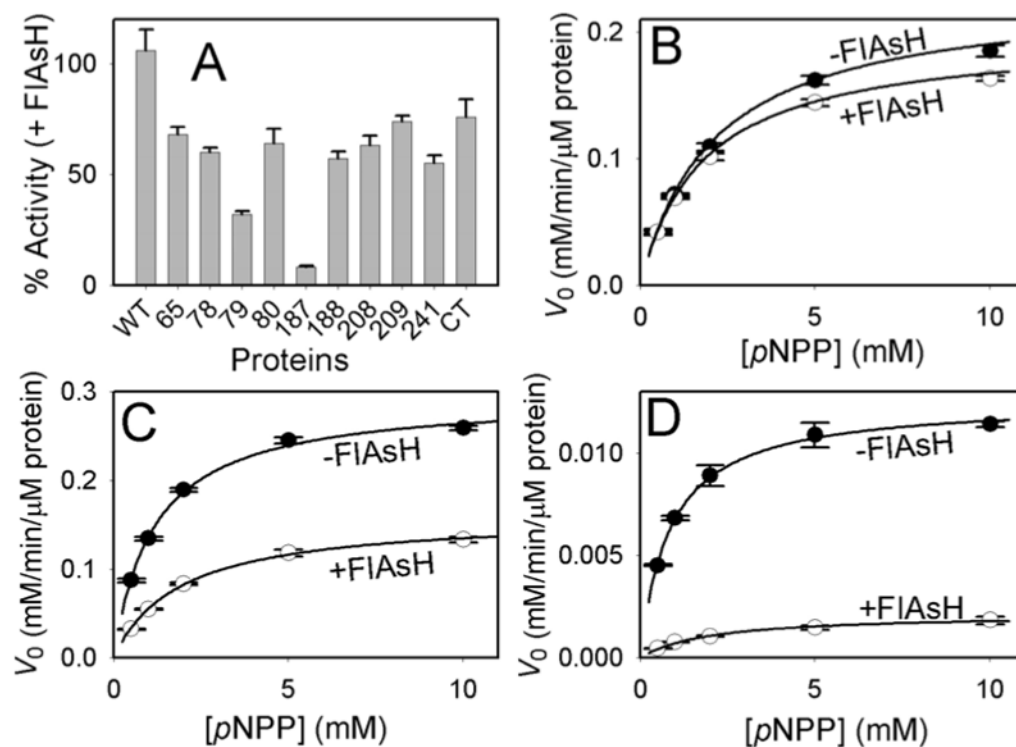 A
% Activity (+ FlAsH)
100
50
0
WT 65 78 79 80 187 188 208 209 241 CT
Proteins
B
V0 (mM/min/μM protein)
0.2
0.1
0.0
-FlAsH
+FlAsH
0 5 10
[pNPP] (mM)
C
V0 (mM/min/μM protein)
0.3
0.2
0.1
0.0
-FlAsH
+FlAsH
0 5 10
[pNPP] (mM)
D
V0 (mM/min/μM protein)
0.010
0.005
0.000
-FlAsH
+FlAsH
0 5 10
[pNPP] (mM)